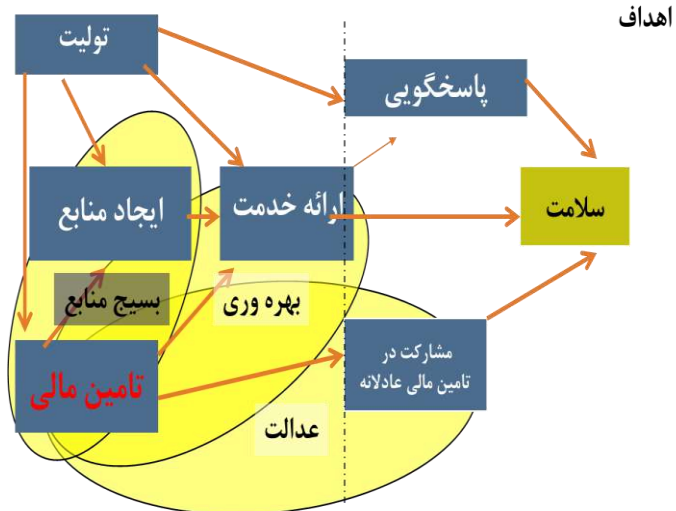 اهداف
تولیت
پاسخگویی
ایجاد منابع
ارائه خدمت
سلامت
بسیج منابع
بهره وری
مشارکت در
تامین مالی عادلانه
تامین مالی
عدالت